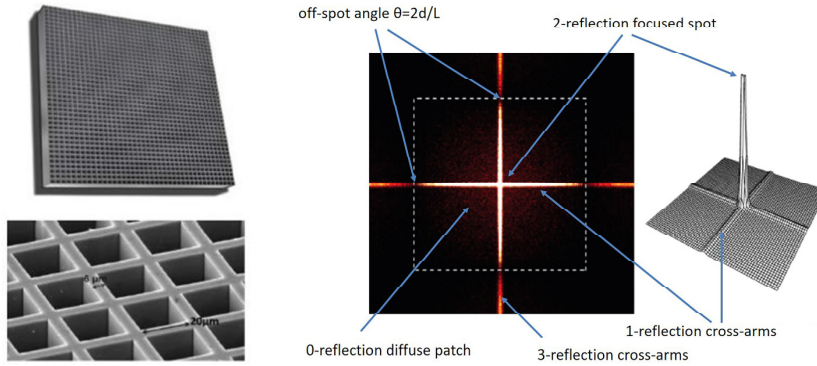 off-spot angle θ=2d/L
2-reflection focused spot
6 μm
20μm
1-reflection cross-arms
0-reflection diffuse patch
3-reflection cross-arms